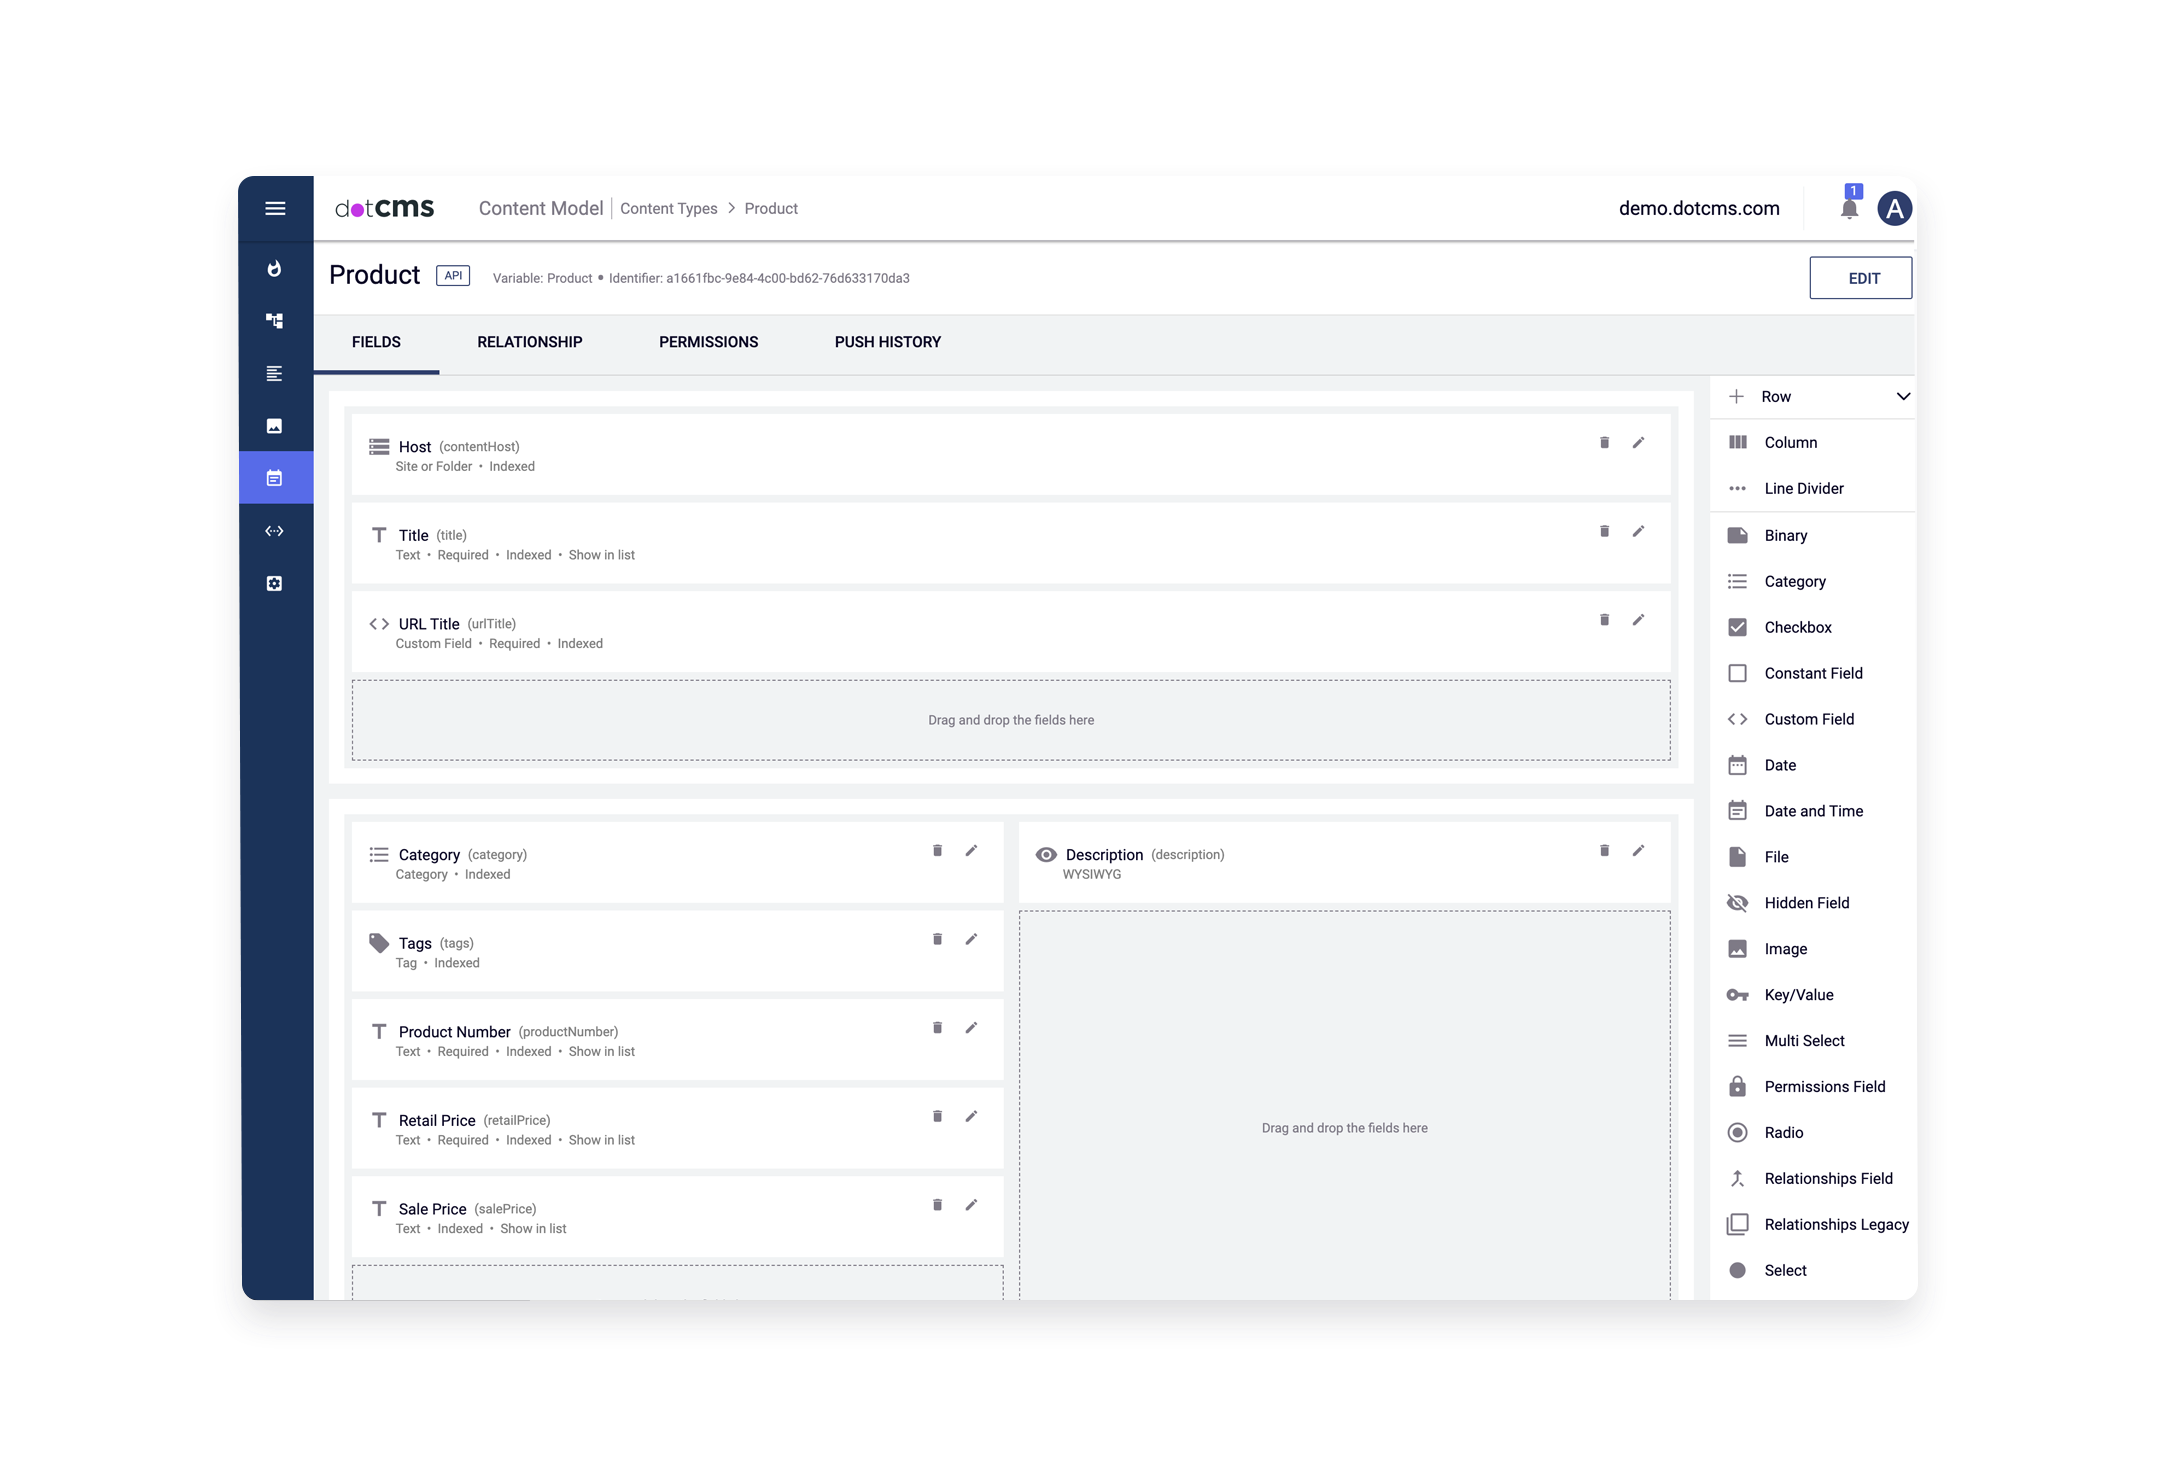 dotCMS
Content Model
Content Types > Product
demo.dotcms.com
1
A
Product
API
Variable: Product • Identifier: a1661fbc-9e84-4c00-bd62-76d633170da3
EDIT
FIELDS
RELATIONSHIP
PERMISSIONS
PUSH HISTORY
Host (contentHost)
Site or Folder • Indexed
Title (title)
Text • Required • Indexed • Show in list
URL Title (urlTitle)
Custom Field • Required • Indexed
Drag and drop the fields here
Category (category)
Category • Indexed
Tags (tags)
Tag • Indexed
Product Number (productNumber)
Text • Required • Indexed • Show in list
Retail Price (retailPrice)
Text • Required • Indexed • Show in list
Sale Price (salePrice)
Text • Indexed • Show in list
Description (description)
WYSIWYG
Drag and drop the fields here
Row
Column
Line Divider
Binary
Category
Checkbox
Constant Field
Custom Field
Date
Date and Time
File
Hidden Field
Image
Key/Value
Multi Select
Permissions Field
Radio
Relationships Field
Relationships Legacy
Select